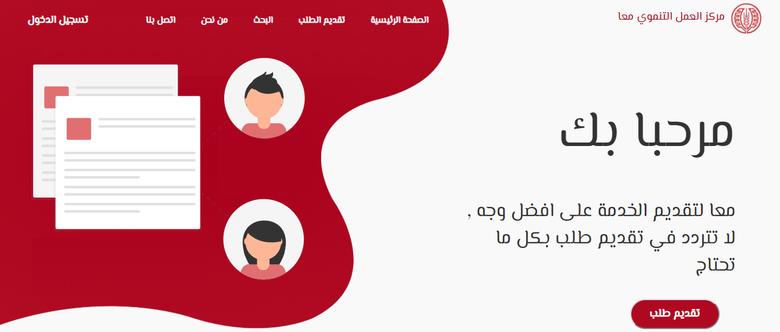 مركز العمل التنموي معا
الصفحة الرئيسية
تقديم الطلب
البحث
من نحن
اتصل بنا
تسجيل الدخول
مرحبا بك
معا لتقديم الخدمة على افضل وجه ,
لا تتردد في تقديم طلب بكل ما
تحتاج
تقديم طلب